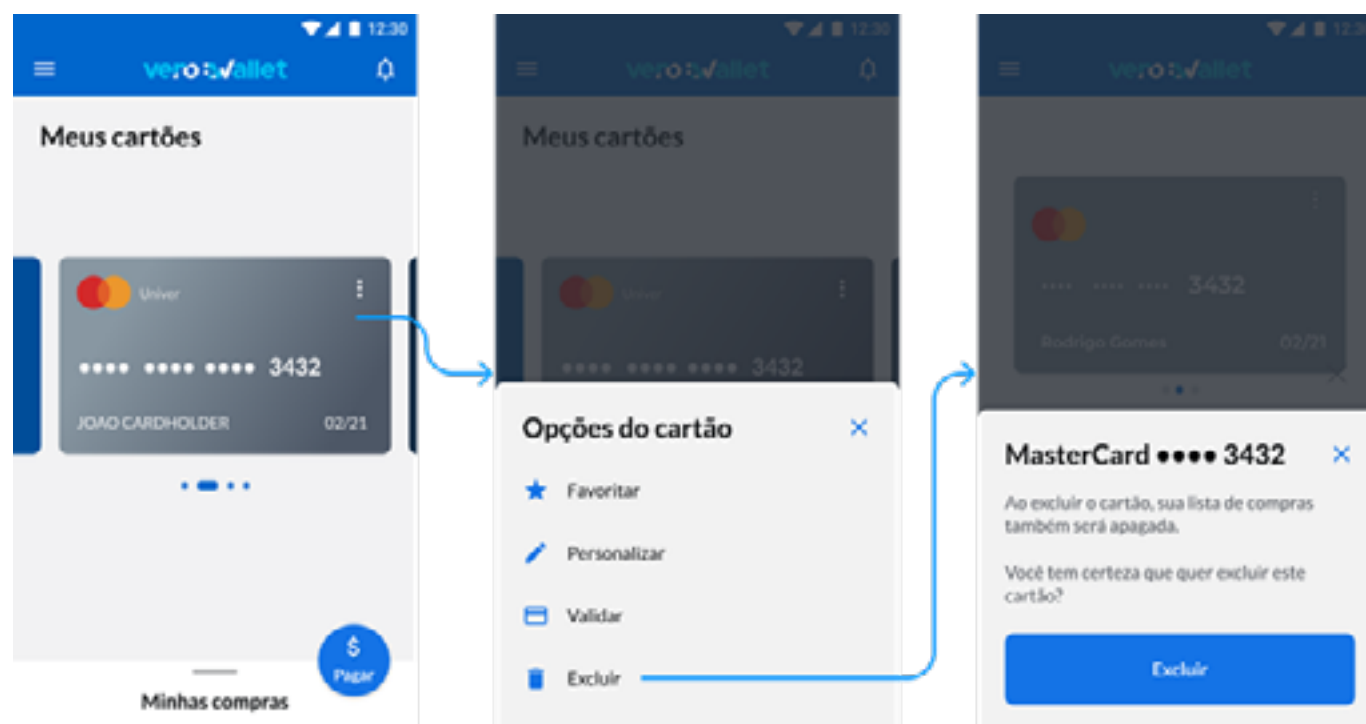 12:30
vero wallet
Meus cartões
Univer
•••• •••• •••• 3432
JOAO CARDHOLDER 02/21
$
Pagar
Minhas compras
12:30
vero wallet
Meus cartões
Univer
•••• •••• •••• 3432
Opções do cartão
Favoritar
Personalizar
Validar
Excluir
12:30
vero wallet
•••• •••• •••• 3432
Rodrigo Gomes 02/21
MasterCard •••• 3432
Ao excluir o cartão, sua lista de compras
também será apagada.
Você tem certeza que quer excluir este
cartão?
Excluir